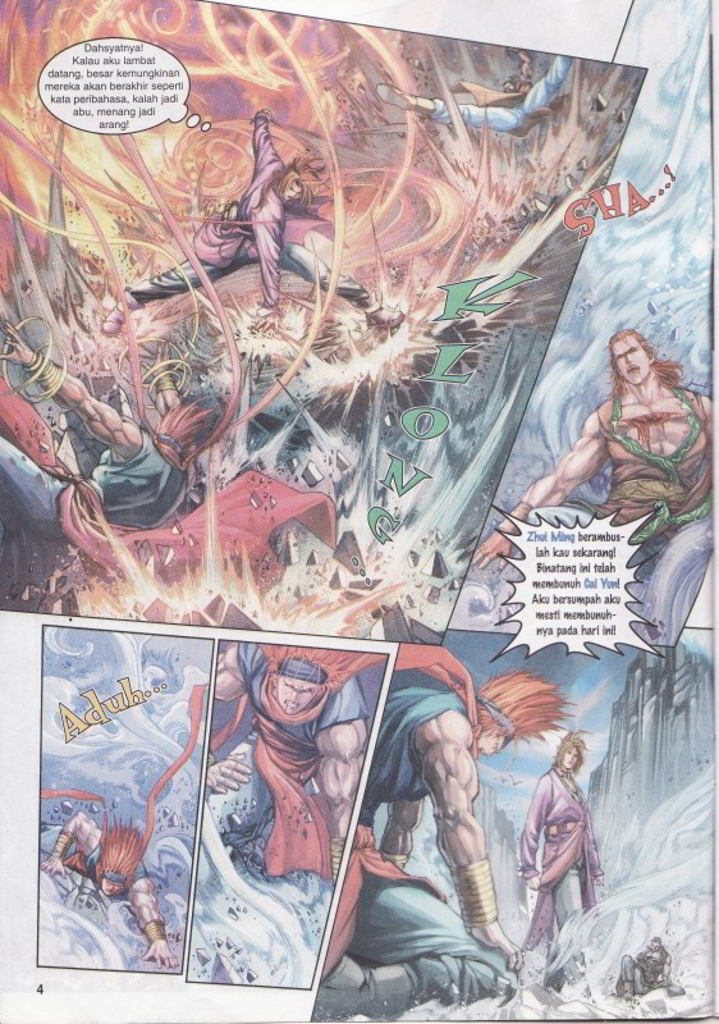 Dahsyatnya!
Kalau aku lambat
datang, besar kemungkinan
mereka akan berakhir seperti
kata peribahasa, kalah jadi
abu, menang jadi
arang!
SHA...!
KLONG...
Zhui Ming berambus-
lah kau sekarang!
Binatang ini telah
membunuh Cai Yun!
Aku bersumpah aku
mesti membunuh-
nya pada hari ini!
Aduh...
4